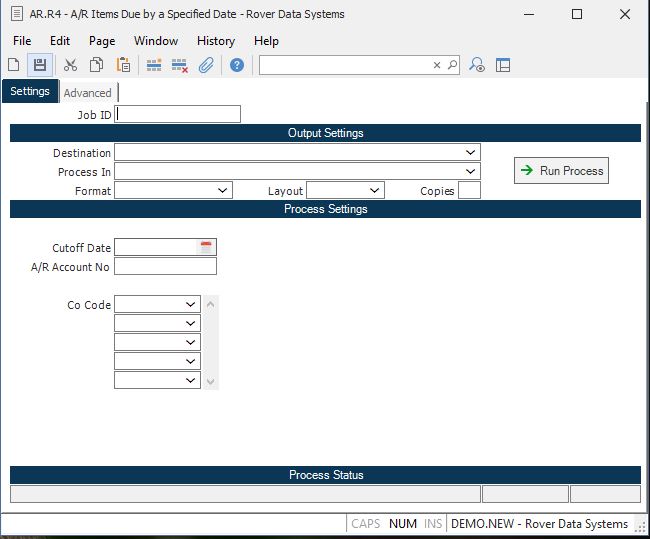 AR.R4 - A/R Items Due by a Specified Date - Rover Data Systems
File Edit Page Window History Help
Settings Advanced
Job ID
Output Settings
Destination
Process In
Run Process
Format Layout Copies
Process Settings
Cutoff Date
A/R Account No
Co Code
Process Status
CAPS NUM INS DEMO.NEW - Rover Data Systems